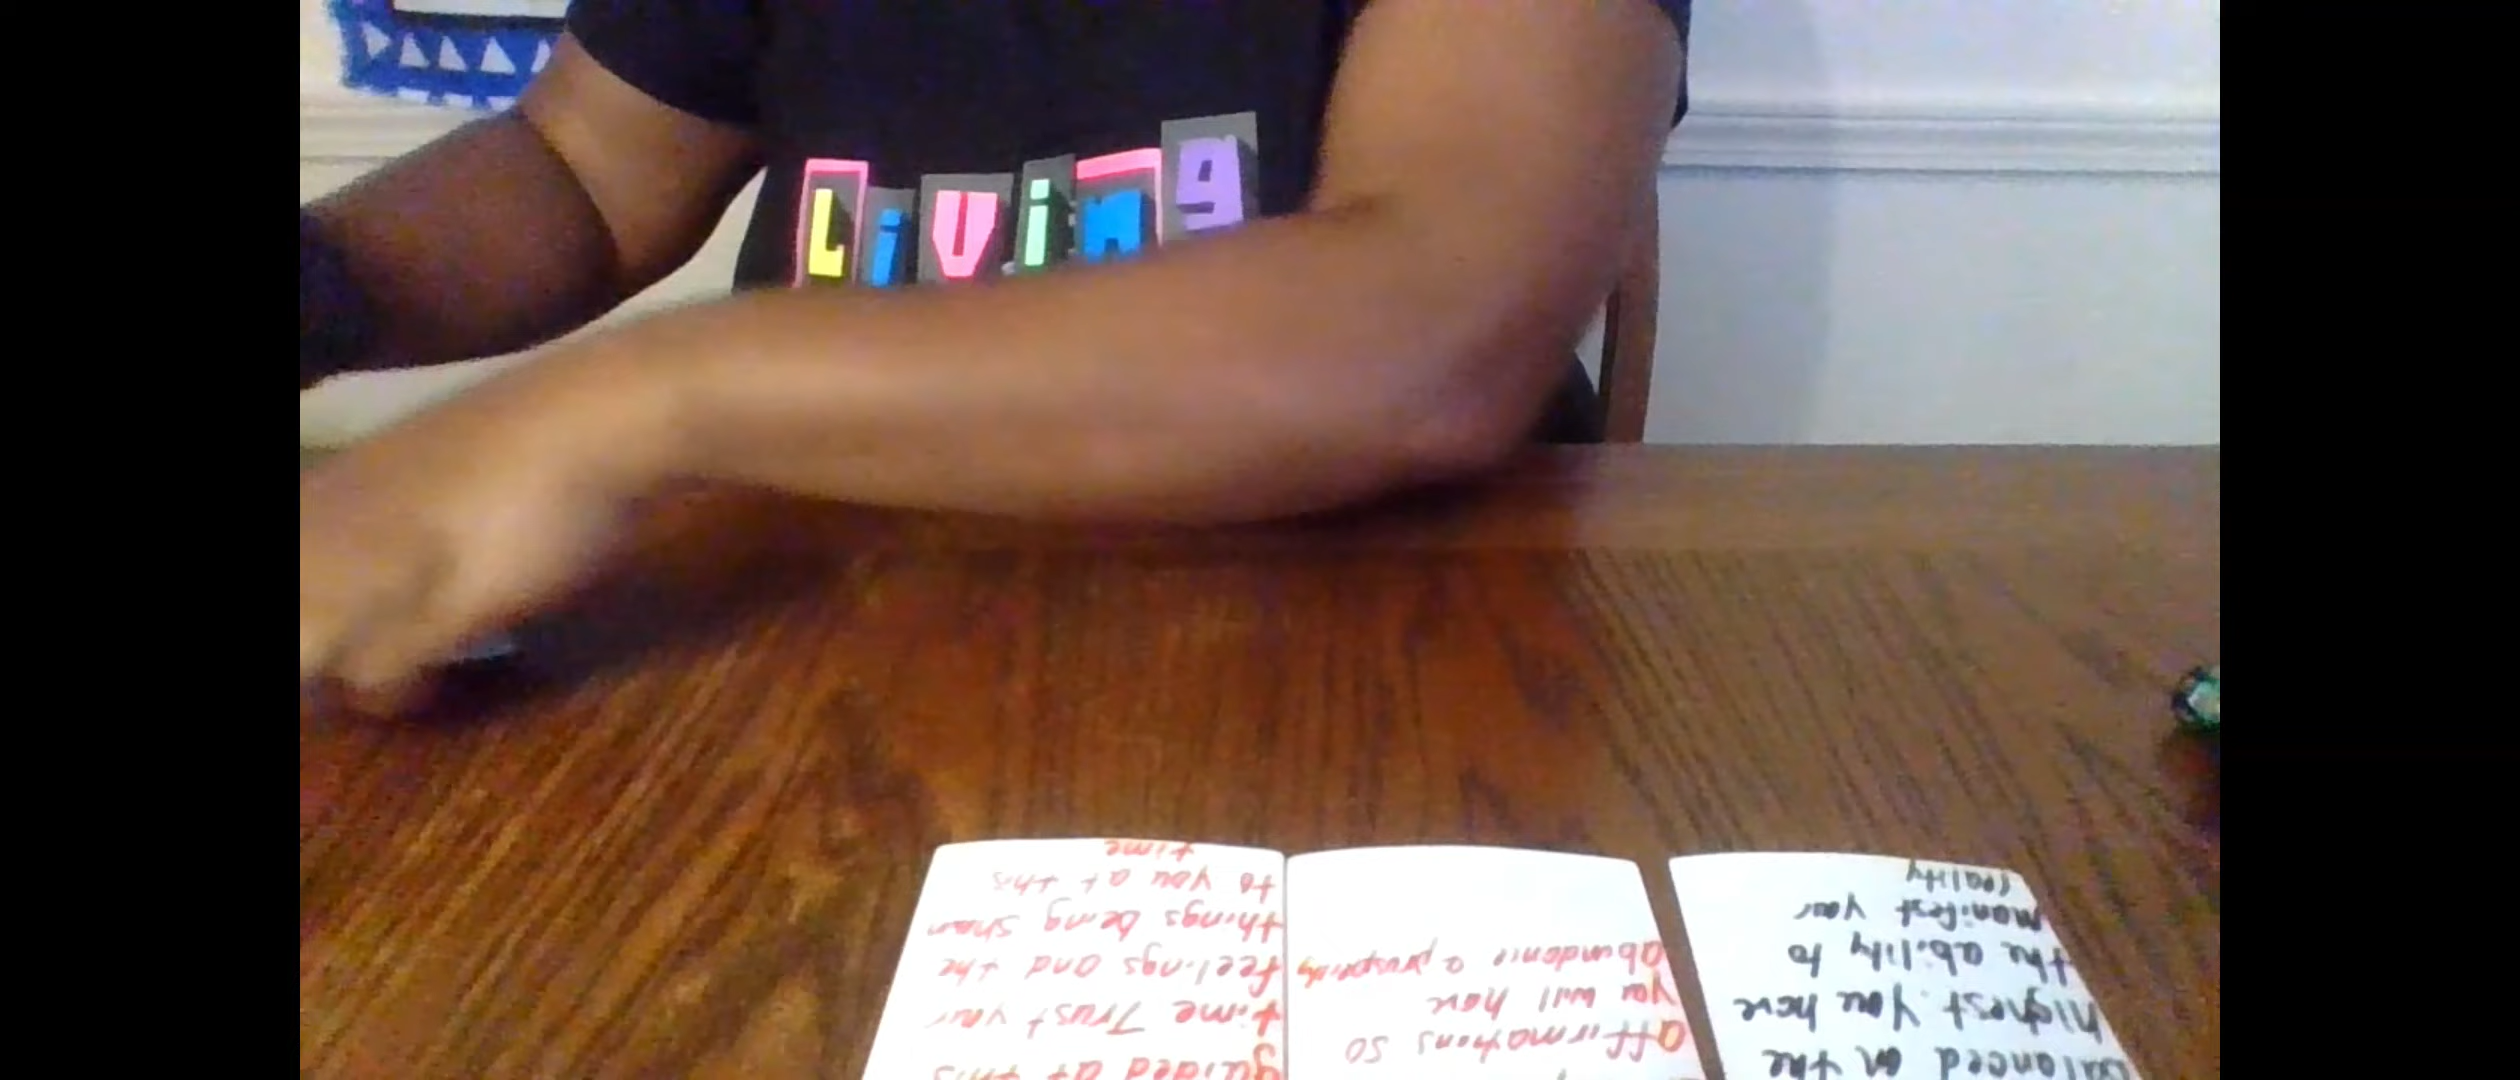 Living
guided at this
time Trust your
feelings and the
things being shown
to you at this
time
affirmations so
you will have
abundance & prosperity
balanced on the
highest. you have
the ability to
manifest your
reality